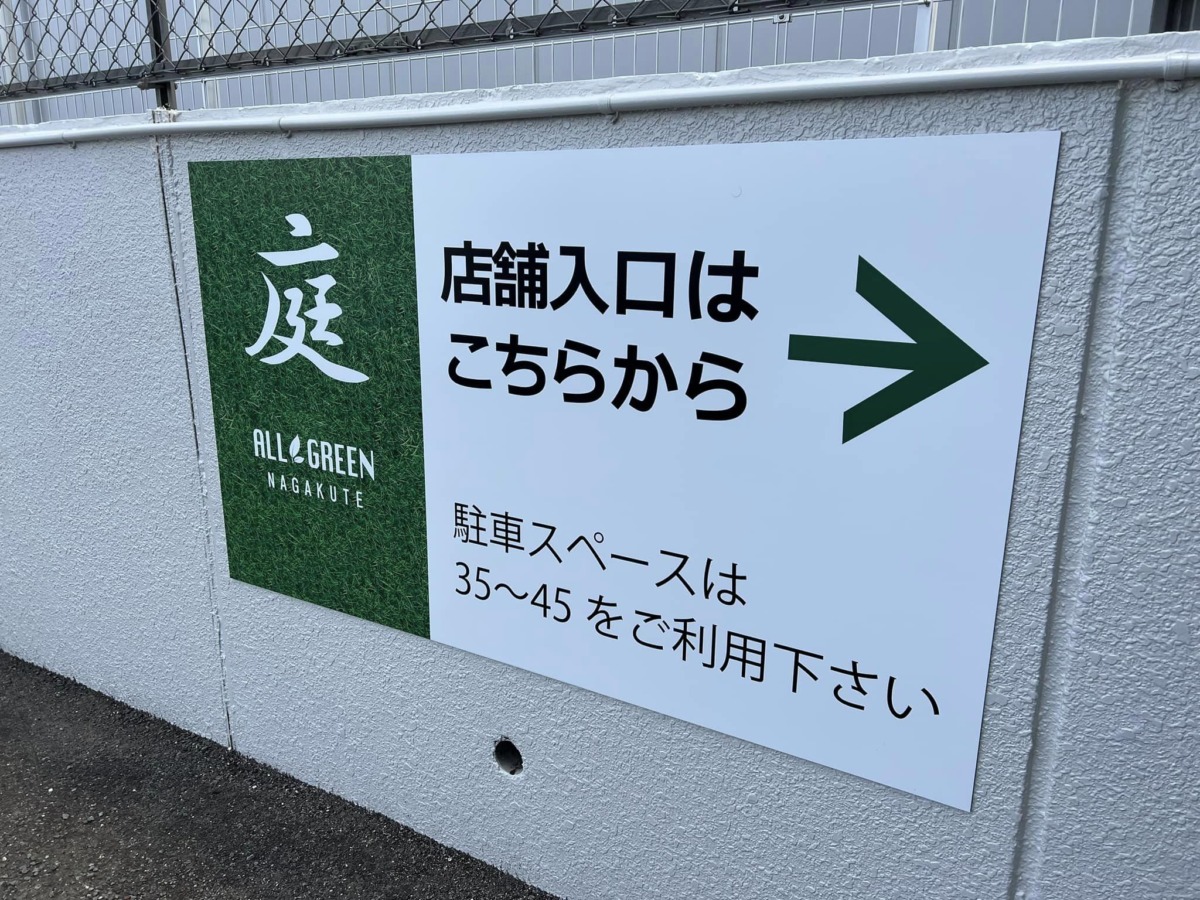 庭
ALL GREEN
NAGAKUTE
店舗入口は
こちらから
駐車スペースは
35〜45 をご利用下さい